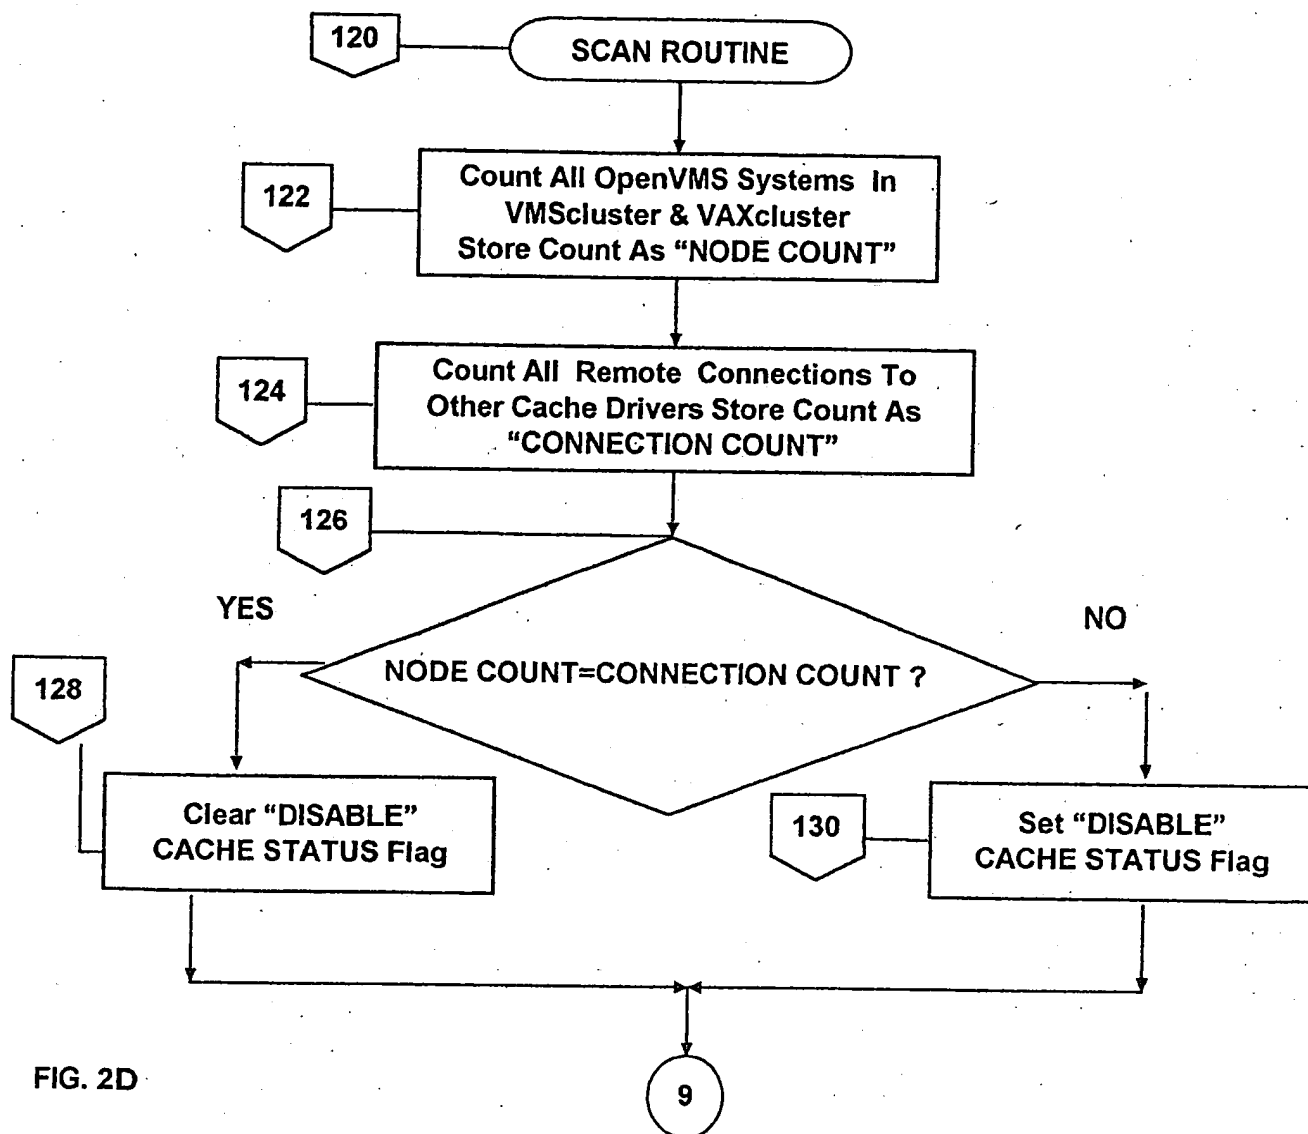 120
SCAN ROUTINE
122
Count All OpenVMS Systems In
VMScluster & VAXcluster
Store Count As “NODE COUNT”
124
Count All Remote Connections To
Other Cache Drivers Store Count As
“CONNECTION COUNT”
126
YES
NO
NODE COUNT=CONNECTION COUNT ?
128
Clear “DISABLE”
CACHE STATUS Flag
130
Set “DISABLE”
CACHE STATUS Flag
FIG. 2D
9